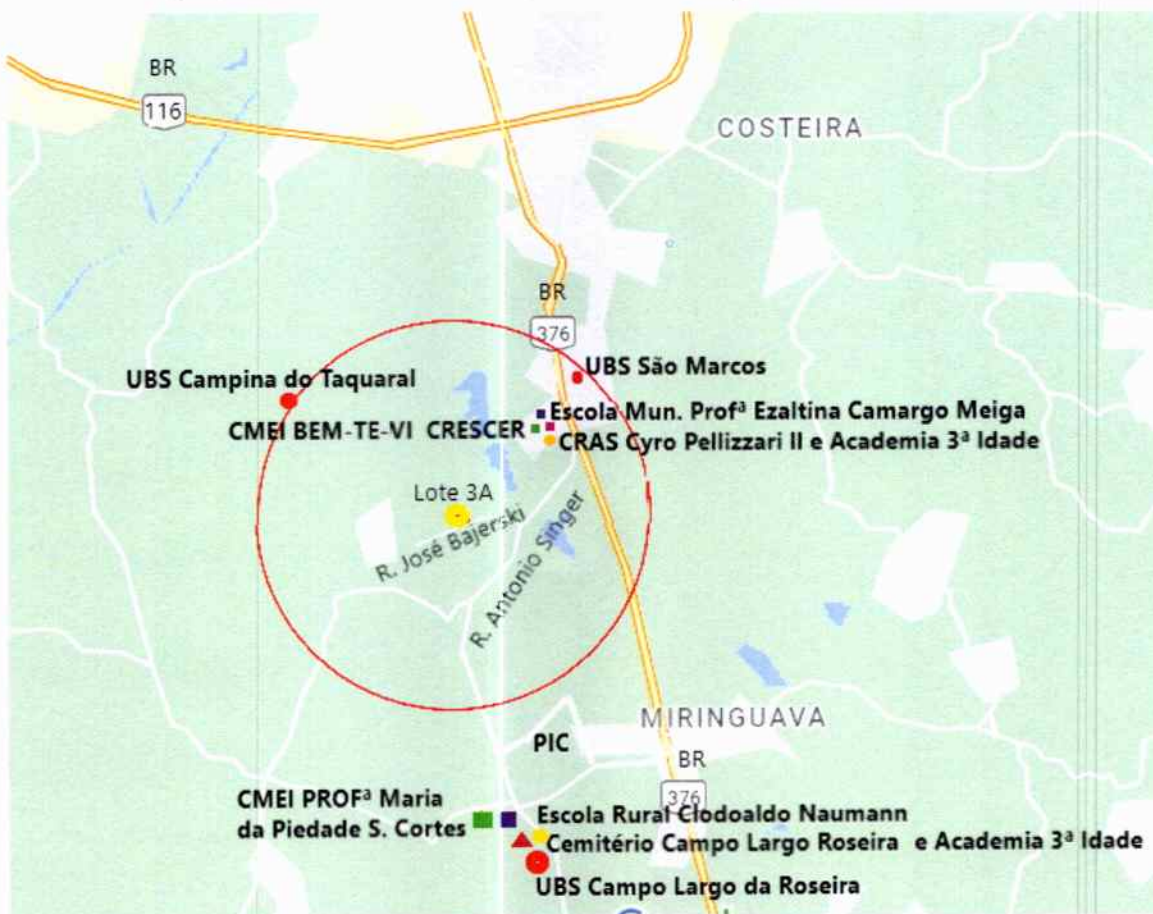 BR
116
COSTEIRA
BR
376
UBS São Marcos
UBS Campina do Taquaral
Escola Mun. Profª Ezaltina Camargo Meiga
CMEI BEM-TE-VI CRESCER
CRAS Cyro Pellizzari II e Academia 3ª Idade
Lote 3A
R. José Bajerski
R. Antonio Singer
MIRINGUAVA
PIC
BR
376
CMEI PROFª Maria
da Piedade S. Cortes
Escola Rural Clodoaldo Naumann
Cemitério Campo Largo Roseira e Academia 3ª Idade
UBS Campo Largo da Roseira